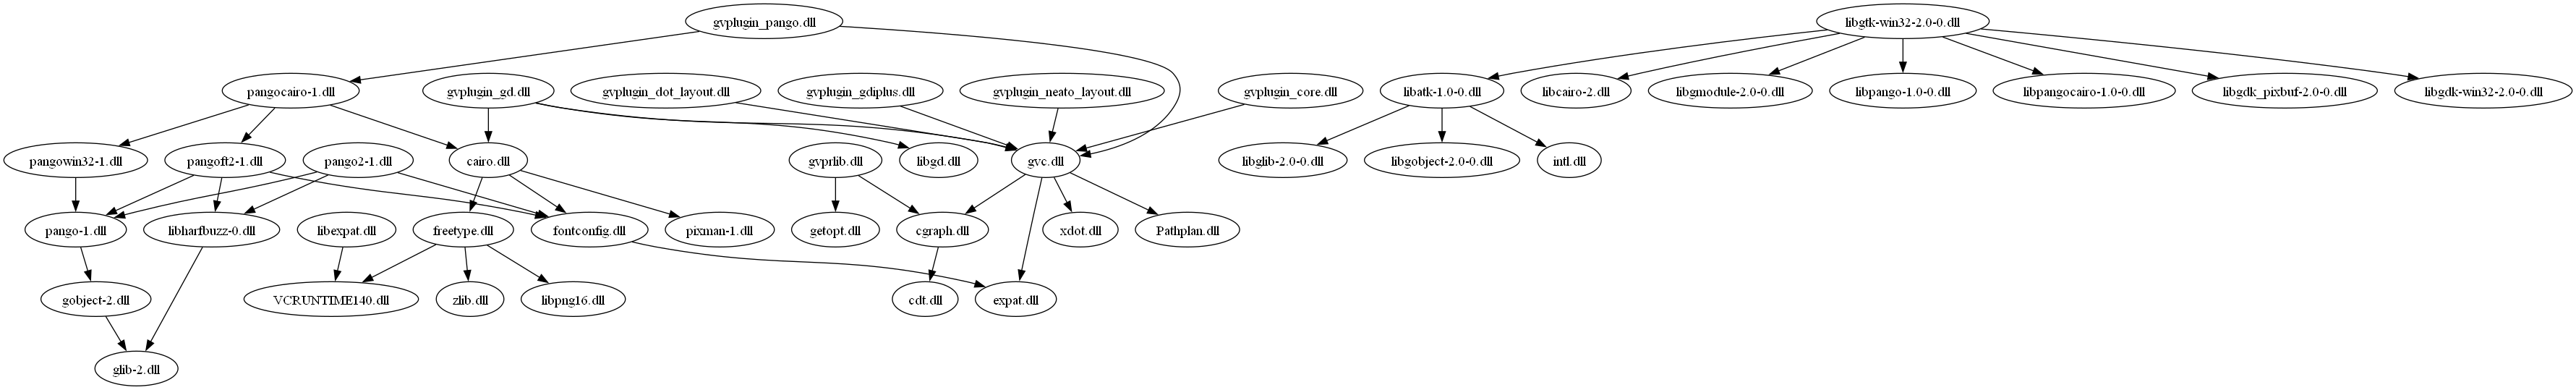 gvplugin_pango.dll
libgtk-win32-2.0-0.dll
pangocairo-1.dll
gvplugin_gd.dll
gvplugin_dot_layout.dll
gvplugin_gdiplus.dll
gvplugin_neato_layout.dll
gvplugin_core.dll
libatk-1.0-0.dll
libcairo-2.dll
libgmodule-2.0-0.dll
libpango-1.0-0.dll
libpangocairo-1.0-0.dll
libgdk_pixbuf-2.0-0.dll
libgdk-win32-2.0-0.dll
pangowin32-1.dll
pangoft2-1.dll
pango2-1.dll
cairo.dll
gvprlib.dll
libgd.dll
gvc.dll
libglib-2.0-0.dll
libgobject-2.0-0.dll
intl.dll
pango-1.dll
libharfbuzz-0.dll
libexpat.dll
freetype.dll
fontconfig.dll
pixman-1.dll
getopt.dll
cgraph.dll
xdot.dll
Pathplan.dll
gobject-2.dll
VCRUNTIME140.dll
zlib.dll
libpng16.dll
cdt.dll
expat.dll
glib-2.dll